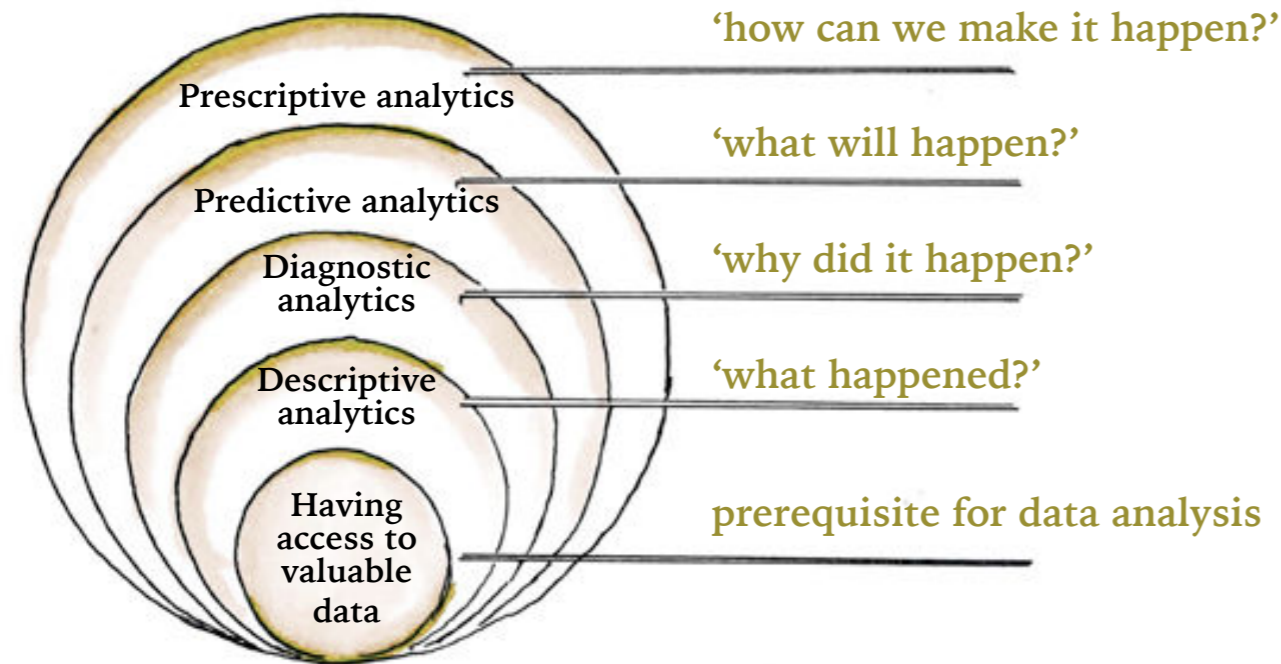 ‘how can we make it happen?’
Prescriptive analytics
‘what will happen?’
Predictive analytics
‘why did it happen?’
Diagnostic
analytics
‘what happened?’
Descriptive
analytics
prerequisite for data analysis
Having
access to
valuable
data